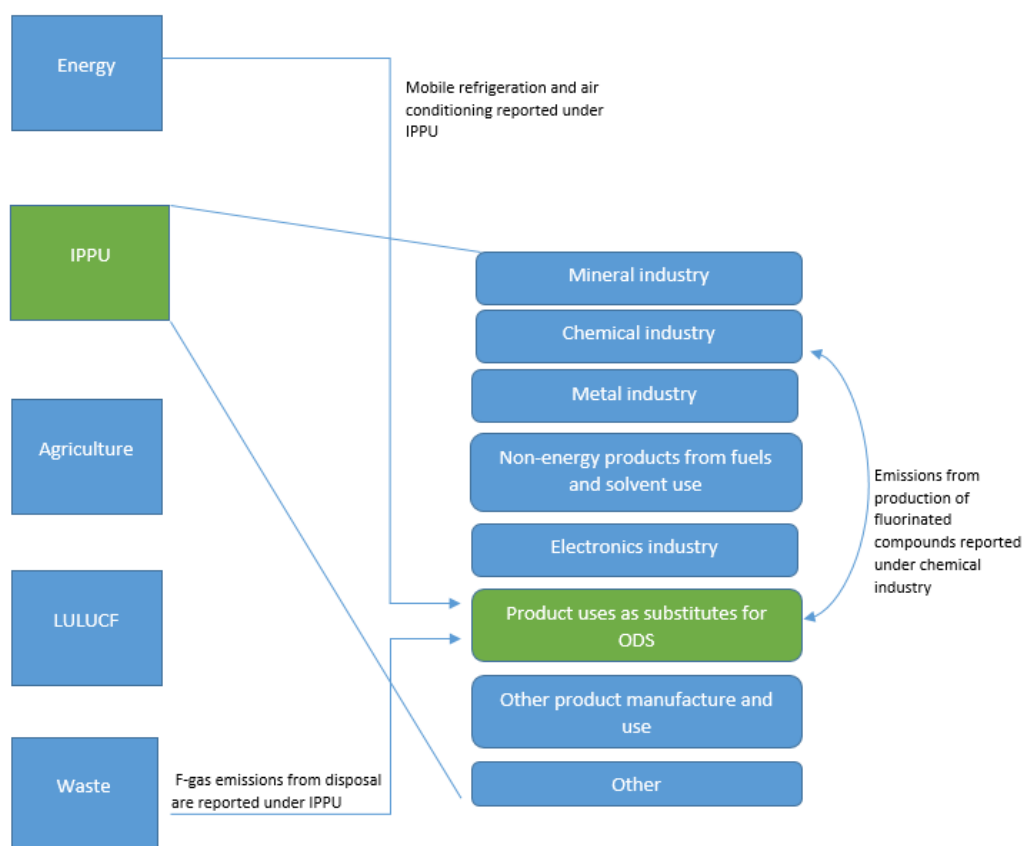 Energy
Mobile refrigeration and air
conditioning reported under
IPPU
IPPU
Mineral industry
Chemical industry
Metal industry
Agriculture
Non-energy products from fuels
and solvent use
Emissions from
production of
fluorinated
compounds reported
under chemical
industry
Electronics industry
LULUCF
Product uses as substitutes for
ODS
Other product manufacture and
use
Waste
F-gas emissions from disposal
are reported under IPPU
Other